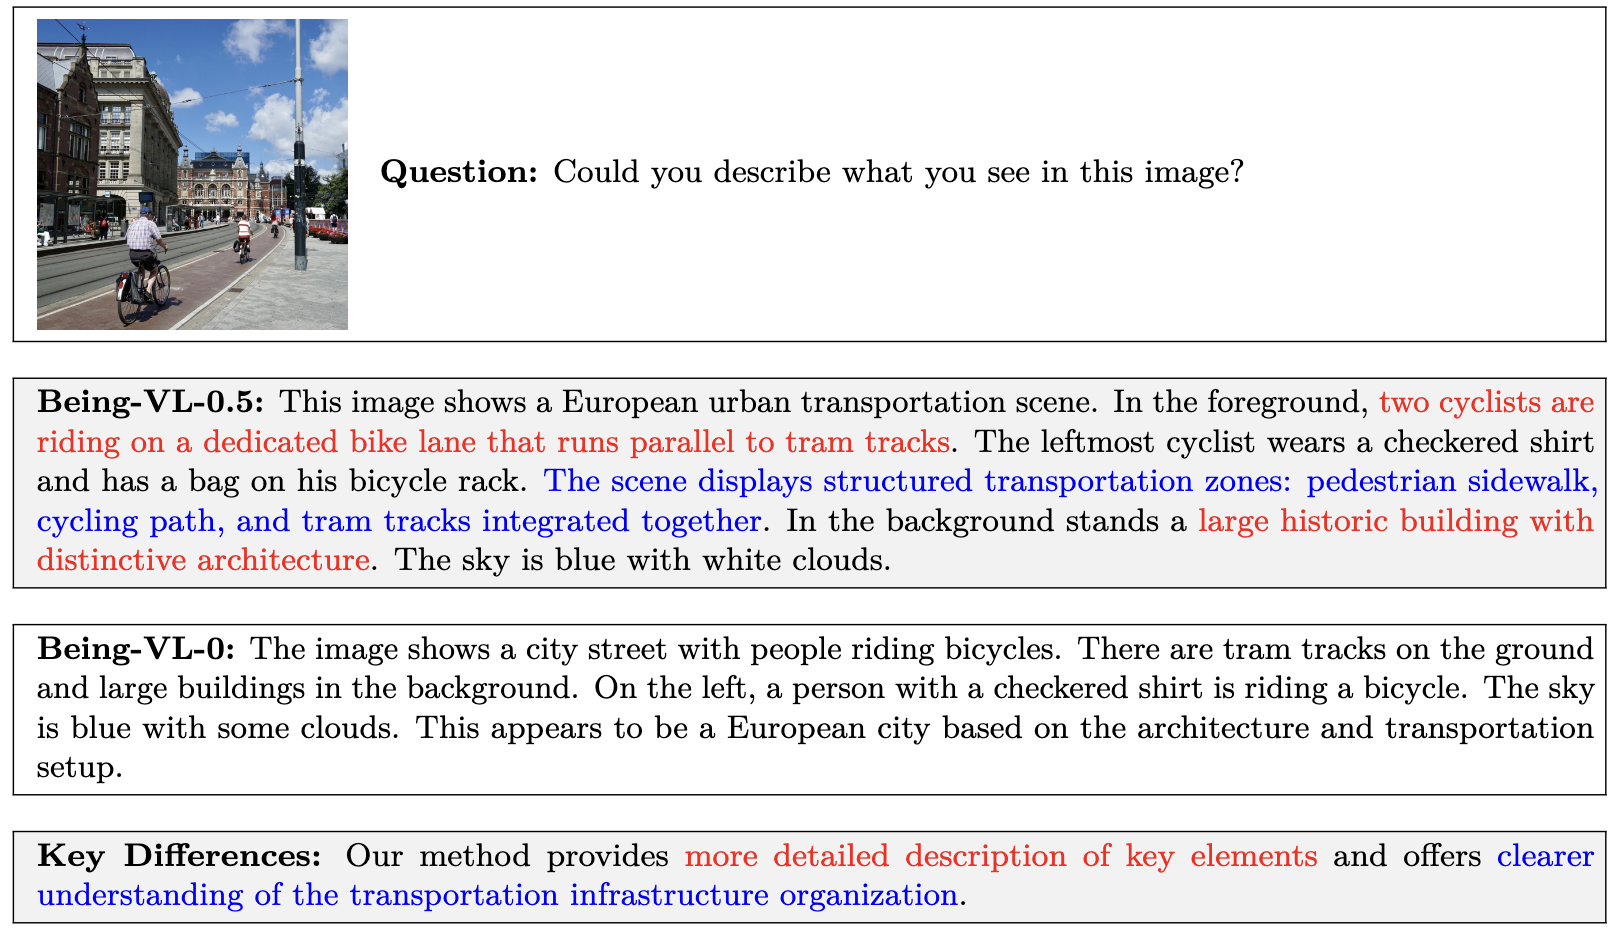 Question: Could you describe what you see in this image?
Being-VL-0.5: This image shows a European urban transportation scene. In the foreground, two cyclists are
riding on a dedicated bike lane that runs parallel to tram tracks. The leftmost cyclist wears a checkered shirt
and has a bag on his bicycle rack. The scene displays structured transportation zones: pedestrian sidewalk,
cycling path, and tram tracks integrated together. In the background stands a large historic building with
distinctive architecture. The sky is blue with white clouds.
Being-VL-0: The image shows a city street with people riding bicycles. There are tram tracks on the ground
and large buildings in the background. On the left, a person with a checkered shirt is riding a bicycle. The sky
is blue with some clouds. This appears to be a European city based on the architecture and transportation
setup.
Key Differences: Our method provides more detailed description of key elements and offers clearer
understanding of the transportation infrastructure organization.